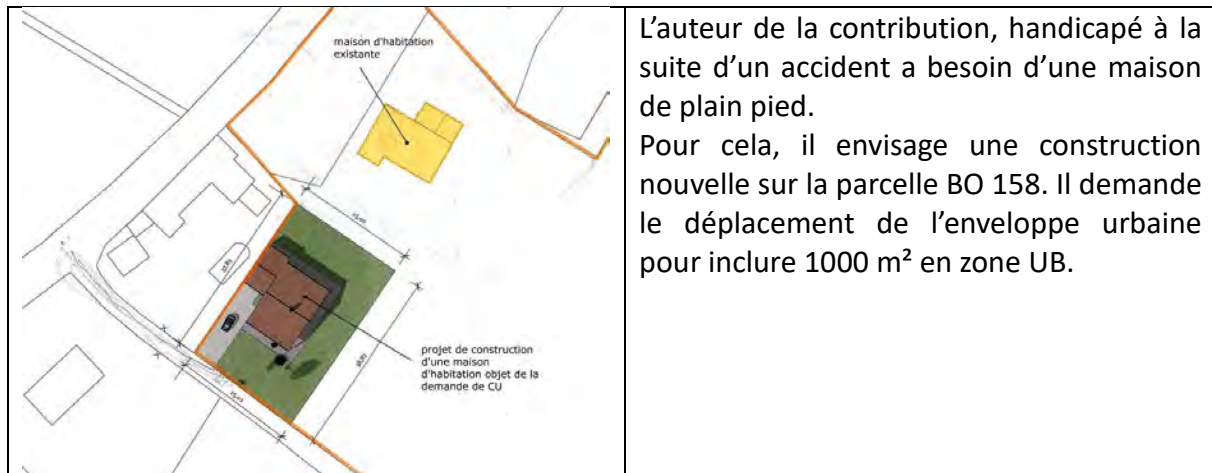 maison d'habitation
existante
projet de construction
d'une maison
d'habitation objet de la
demande de CU
L'auteur de la contribution, handicapé à la
suite d'un accident a besoin d'une maison
de plain pied.
Pour cela, il envisage une construction
nouvelle sur la parcelle BO 158. Il demande
le déplacement de l'enveloppe urbaine
pour inclure 1000 m² en zone UB.